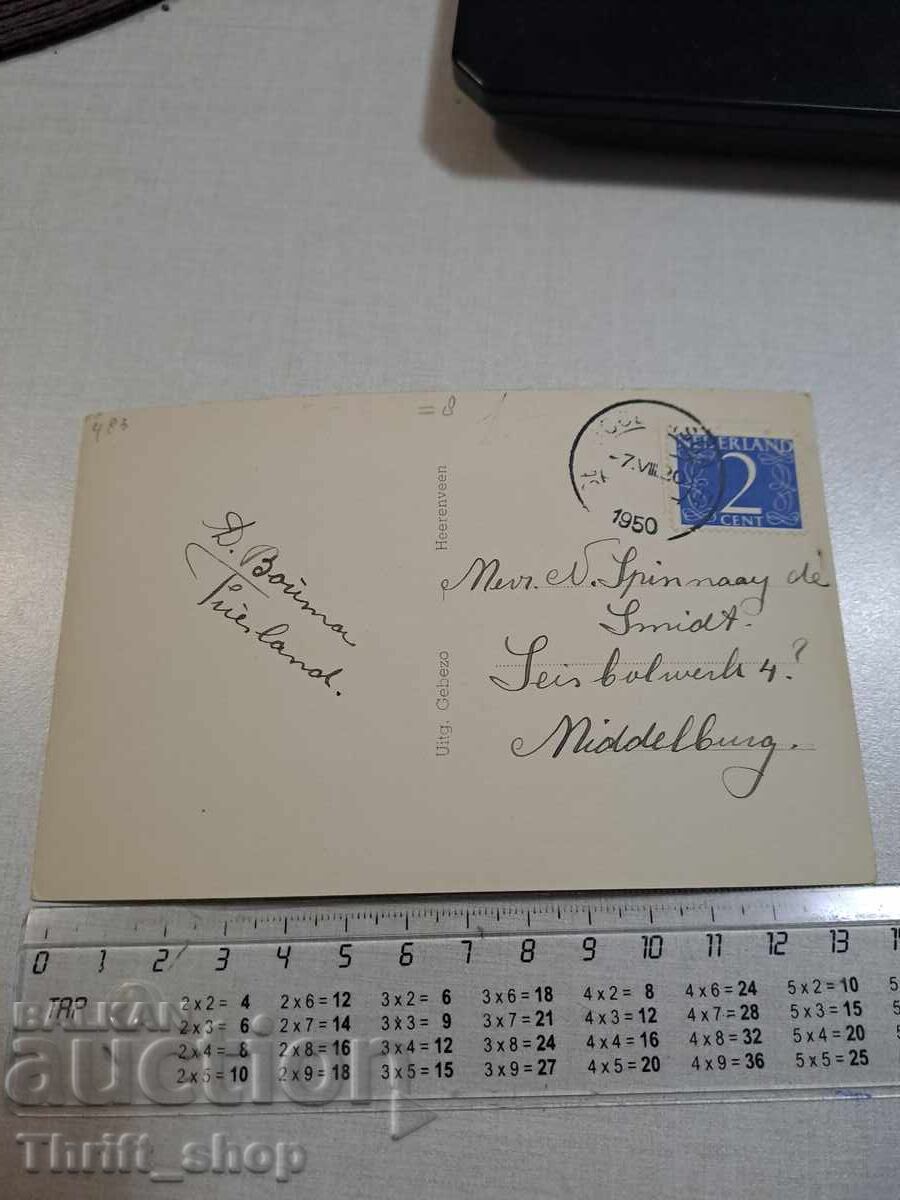 483
D. Boúma
Friesland.
Uitg. Gebezo Heerenveen
-7.VIII.20
1950
NEDERLAND
2
CENT
Mevr. N. Spinnaay de
Smidt.
Seisbolwerk 4?
Middelburg.
0 1 2 3 4 5 6 7 8 9 10 11 12 13
2 x 2 = 4 2 x 6 = 12 3 x 2 = 6 3 x 6 = 18 4 x 2 = 8 4 x 6 = 24 5 x 2 = 10 5
2 x 3 = 6 2 x 7 = 14 3 x 3 = 9 3 x 7 = 21 4 x 3 = 12 4 x 7 = 28 5 x 3 = 15 5
2 x 4 = 8 2 x 8 = 16 3 x 4 = 12 3 x 8 = 24 4 x 4 = 16 4 x 8 = 32 5 x 4 = 20 5
2 x 5 = 10 2 x 9 = 18 3 x 5 = 15 3 x 9 = 27 4 x 5 = 20 4 x 9 = 36 5 x 5 = 25
BALKAN
auction
Thrift_shop